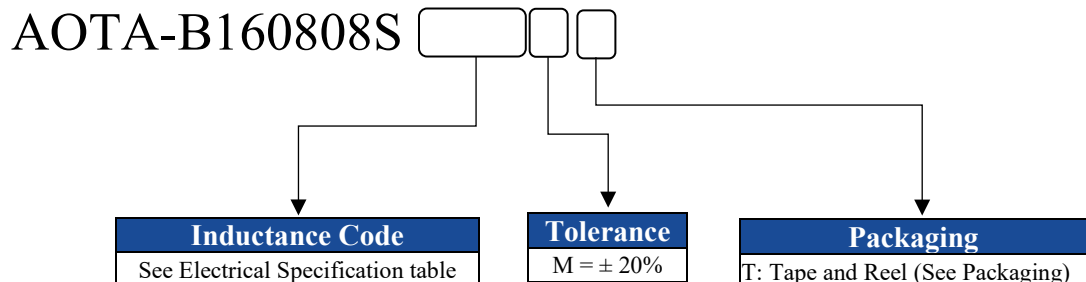 AOTA-B160808S
Inductance Code
See Electrical Specification table
Tolerance
M = ± 20%
Packaging
T: Tape and Reel (See Packaging)